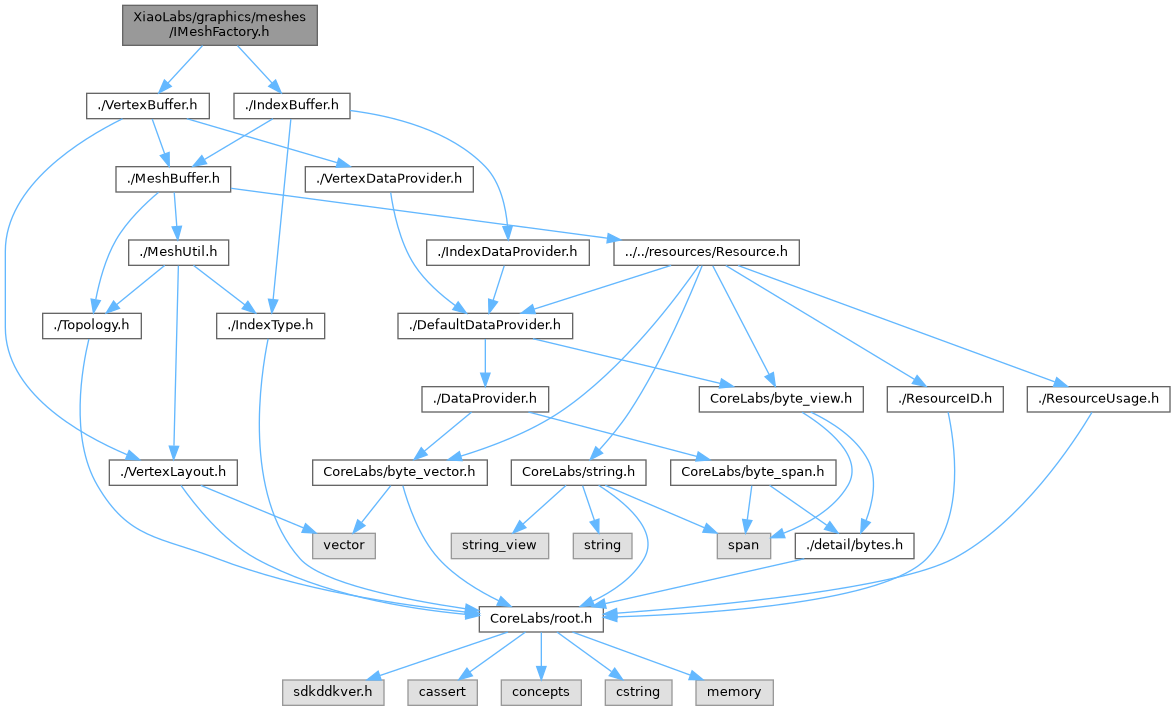 XiaoLabs/graphics/meshes
/IMeshFactory.h
./VertexBuffer.h
./IndexBuffer.h
./MeshBuffer.h
./VertexDataProvider.h
./MeshUtil.h
./IndexDataProvider.h
../../resources/Resource.h
./Topology.h
./IndexType.h
./DefaultDataProvider.h
./DataProvider.h
CoreLabs/byte_view.h
./ResourceID.h
./ResourceUsage.h
./VertexLayout.h
CoreLabs/byte_vector.h
CoreLabs/string.h
CoreLabs/byte_span.h
vector
string_view
string
span
./detail/bytes.h
CoreLabs/root.h
sdkddkver.h
cassert
concepts
cstring
memory